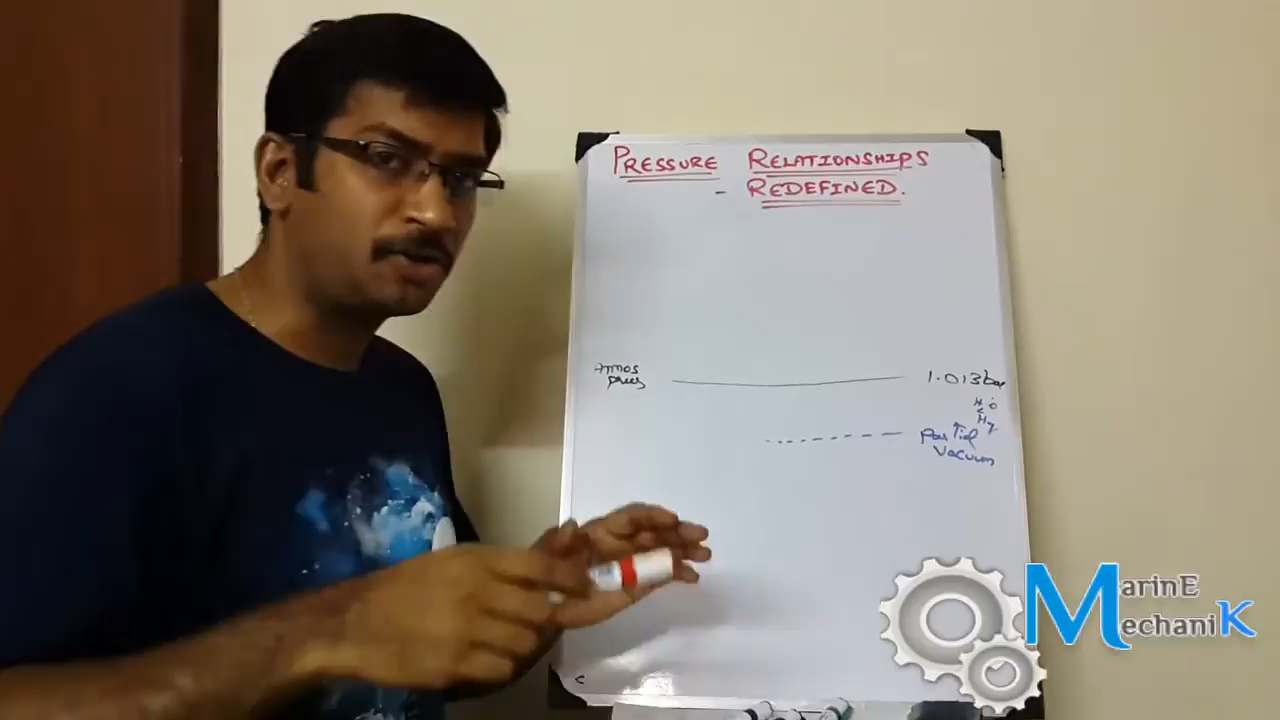 PRESSURE RELATIONSHIPS
- REDEFINED.
Atmos
press
1.013bar
Partial
Vacuum
MarinE
MechaniK